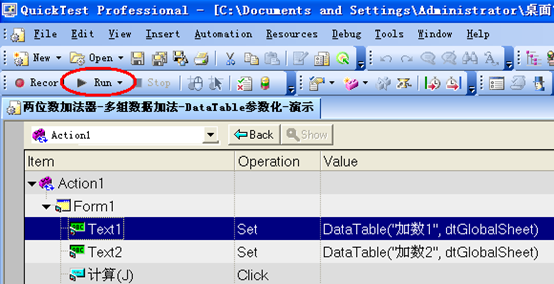 QuickTest Professional - [C:\Documents and Settings\Administrator\桌面
File Edit View Insert Automation Resources Debug Tools Window Help
New Open
Recor Run Stop
两位数加法器-多组数据加法-DataTable参数化-演示
Action1 Back Show
Item Operation Value
Action1
Form1
Text1 Set DataTable("加数1", dtGlobalSheet)
Text2 Set DataTable("加数2", dtGlobalSheet)
计算(J) Click